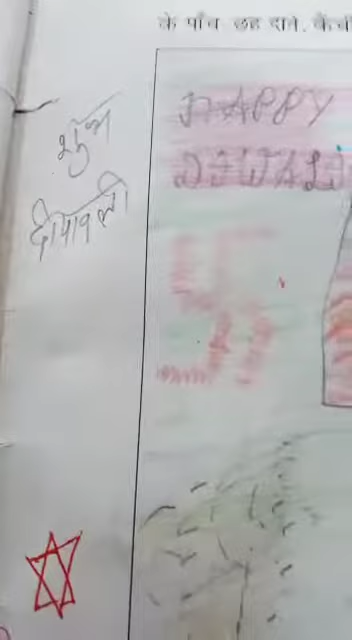 के पाँच छह दाने, कैंची
शुभ
दीपावली
HAPPY
DIWALI